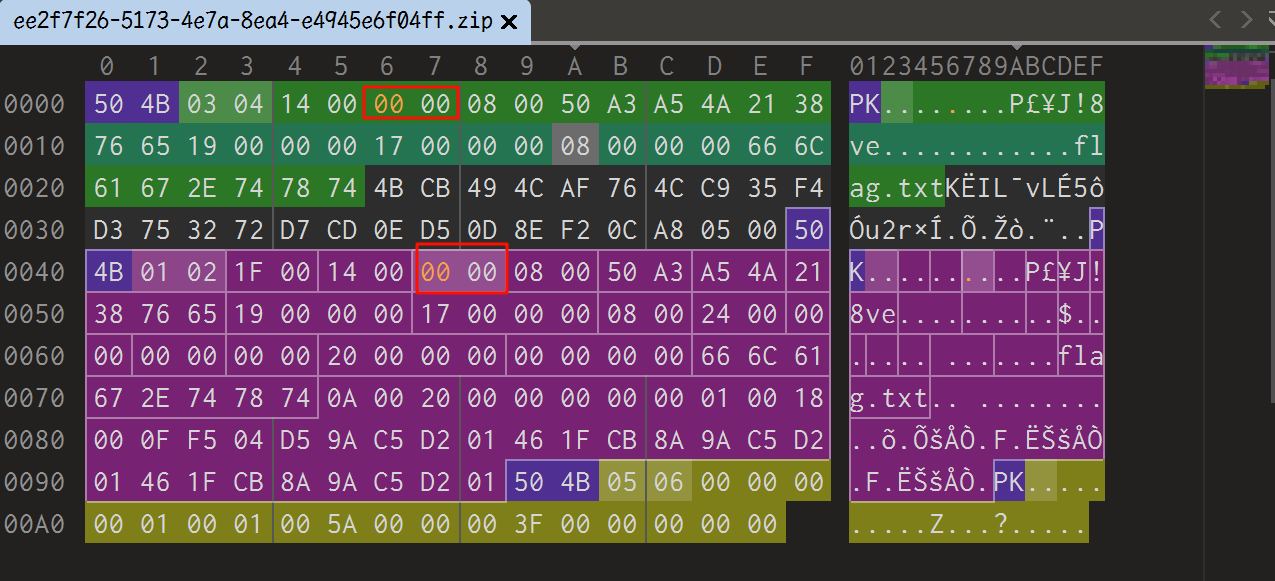 ee2f7f26-5173-4e7a-8ea4-e4945e6f04ff.zip ×
0 1 2 3 4 5 6 7 8 9 A B C D E F 0123456789ABCDEF
0000 50 4B 03 04 14 00 00 00 08 00 50 A3 A5 4A 21 38 PK........P£¥J!8
0010 76 65 19 00 00 00 17 00 00 00 08 00 00 00 66 6C ve............fl
0020 61 67 2E 74 78 74 4B CB 49 4C AF 76 4C C9 35 F4 ag.txtKËIL¯vLÉ5ô
0030 D3 75 32 72 D7 CD 0E D5 0D 8E F2 0C A8 05 00 50 Óu2r×Í.Õ.Žò.¨..P
0040 4B 01 02 1F 00 14 00 00 00 08 00 50 A3 A5 4A 21 K..........P£¥J!
0050 38 76 65 19 00 00 00 17 00 00 00 08 00 24 00 00 8ve..........$..
0060 00 00 00 00 00 20 00 00 00 00 00 00 00 66 6C 61 ..... .......fla
0070 67 2E 74 78 74 0A 00 20 00 00 00 00 00 01 00 18 g.txt.. ........
0080 00 0F F5 04 D5 9A C5 D2 01 46 1F CB 8A 9A C5 D2 ..õ.ÕšÅÒ.F.ËŠšÅÒ
0090 01 46 1F CB 8A 9A C5 D2 01 50 4B 05 06 00 00 00 .F.ËŠšÅÒ.PK.....
00A0 00 01 00 01 00 5A 00 00 00 3F 00 00 00 00 00 .....Z...?.....